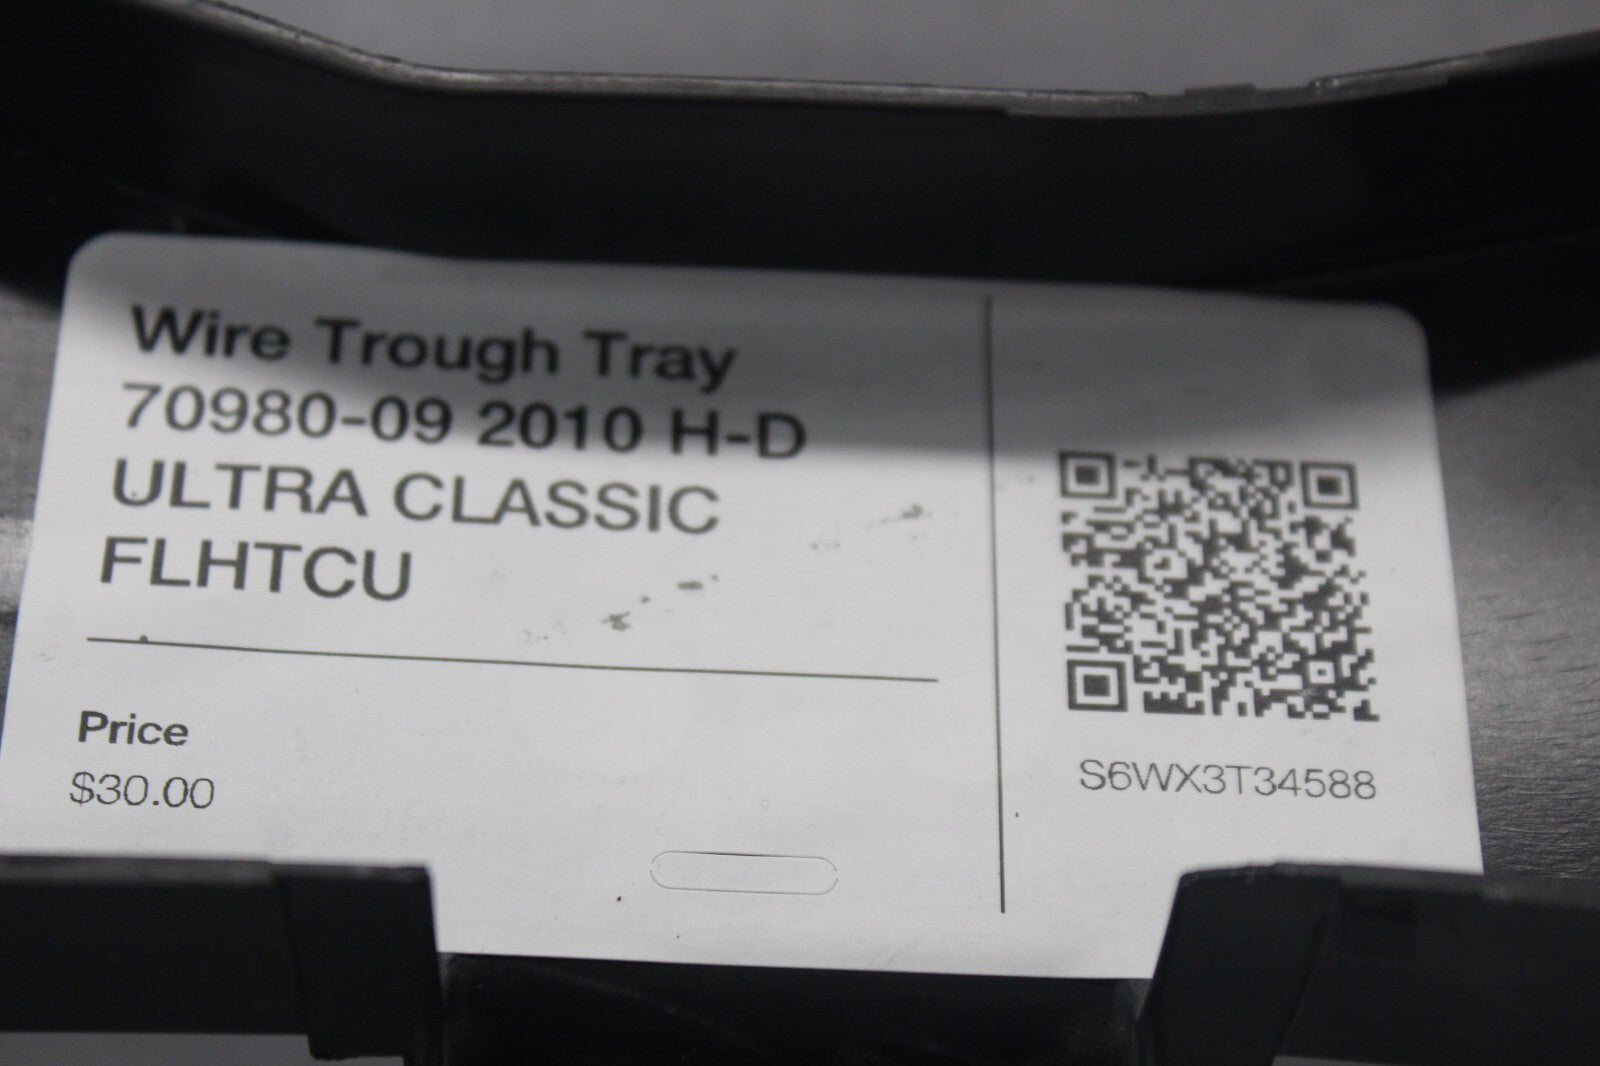 Wire Trough Tray
70980-09 2010 H-D
ULTRA CLASSIC
FLHTCU
Price
$30.00
S6WX3T34588